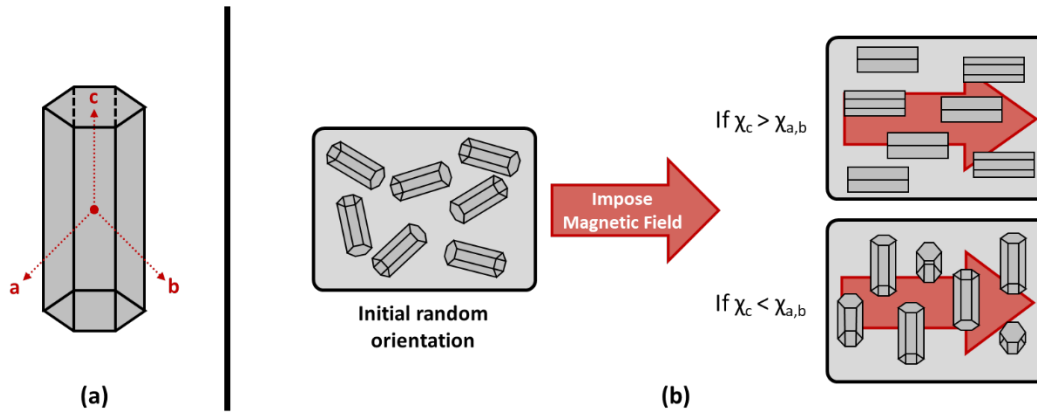 c
a
b
(a)
Initial random
orientation
Impose
Magnetic Field
If χc > χa,b
If χc < χa,b
(b)